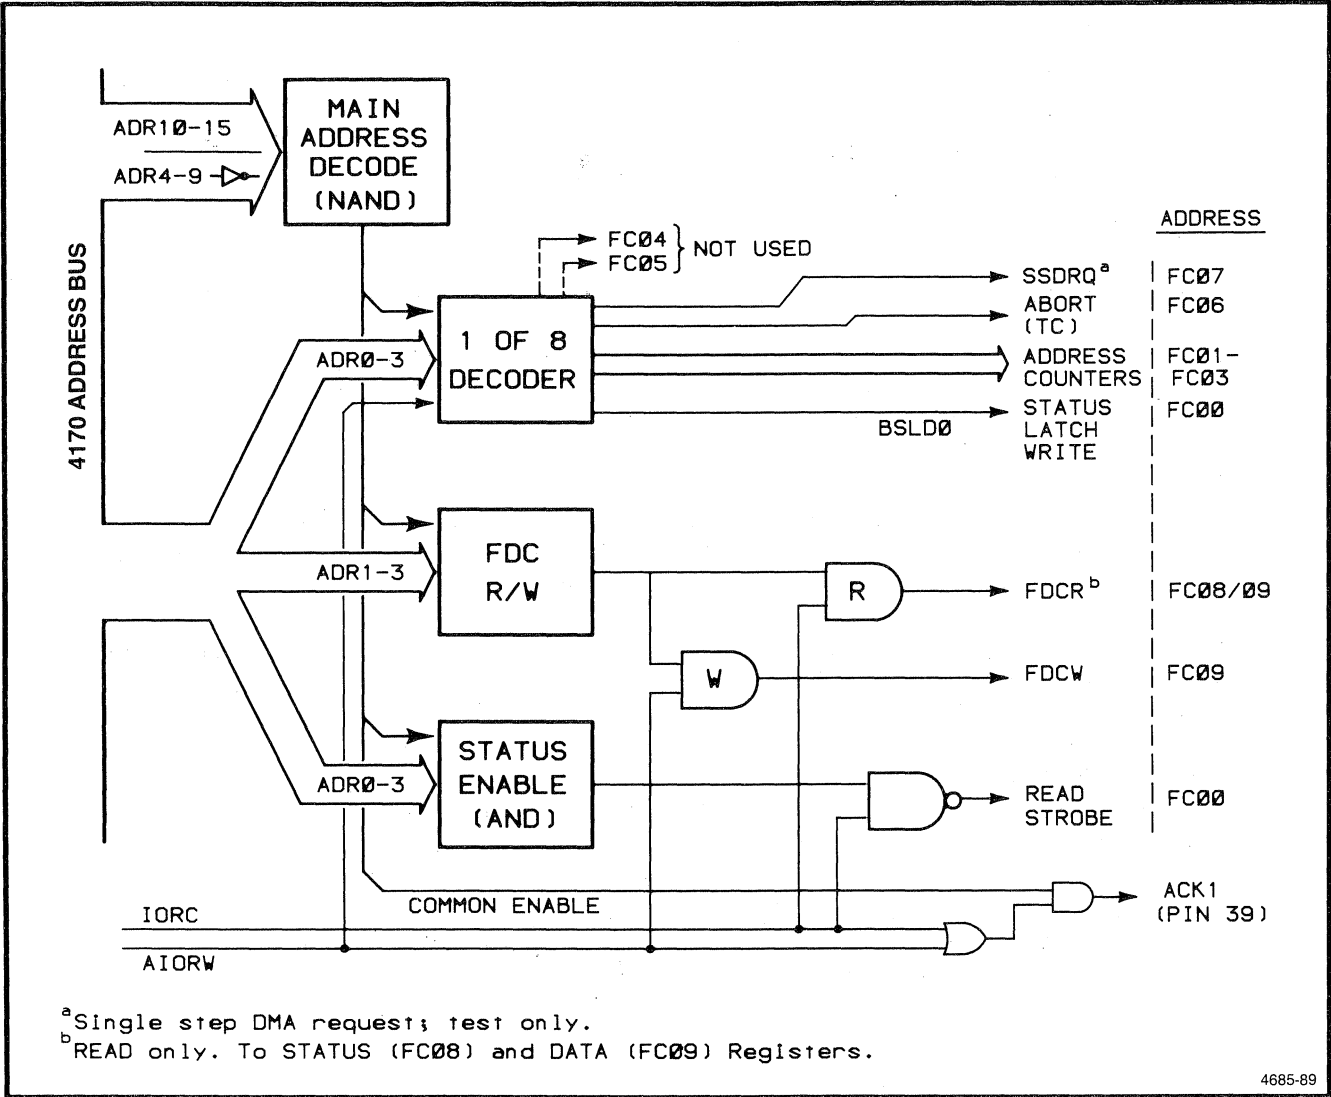 MAIN
ADDRESS
DECODE
(NAND)
ADR10-15
ADR4-9
4170 ADDRESS BUS
FC04
FC05
NOT USED
ADDRESS
1 OF 8
DECODER
ADR0-3
SSDRQ a
FC07
ABORT
(TC)
FC06
ADDRESS
COUNTERS
FC01-
FC03
STATUS
LATCH
WRITE
FC00
BSLD0
FDC
R/W
ADR1-3
R
FDCR b
FC08/09
W
FDCW
FC09
STATUS
ENABLE
(AND)
ADR0-3
READ
STROBE
FC00
COMMON ENABLE
ACK1
(PIN 39)
IORC
AIORW
a Single step DMA request; test only.
b READ only. To STATUS (FC08) and DATA (FC09) Registers.
4685-89